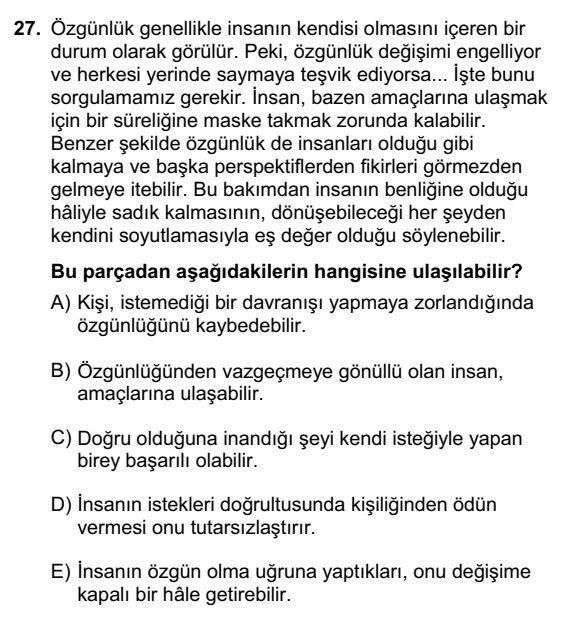 27. Özgünlük genellikle insanın kendisi olmasını içeren bir
durum olarak görülür. Peki, özgünlük değişimi engelliyor
ve herkesi yerinde saymaya teşvik ediyorsa... İşte bunu
sorgulamamız gerekir. İnsan, bazen amaçlarına ulaşmak
için bir süreliğine maske takmak zorunda kalabilir.
Benzer şekilde özgünlük de insanları olduğu gibi
kalmaya ve başka perspektiflerden fikirleri görmezden
gelmeye itebilir. Bu bakımdan insanın benliğine olduğu
hâliyle sadık kalmasının, dönüşebileceği her şeyden
kendini soyutlamasıyla eş değer olduğu söylenebilir.
Bu parçadan aşağıdakilerin hangisine ulaşılabilir?
A) Kişi, istemediği bir davranışı yapmaya zorlandığında
özgünlüğünü kaybedebilir.
B) Özgünlüğünden vazgeçmeye gönüllü olan insan,
amaçlarına ulaşabilir.
C) Doğru olduğuna inandığı şeyi kendi isteğiyle yapan
birey başarılı olabilir.
D) İnsanın istekleri doğrultusunda kişiliğinden ödün
vermesi onu tutarsızlaştırır.
E) İnsanın özgün olma uğruna yaptıkları, onu değişime
kapalı bir hâle getirebilir.